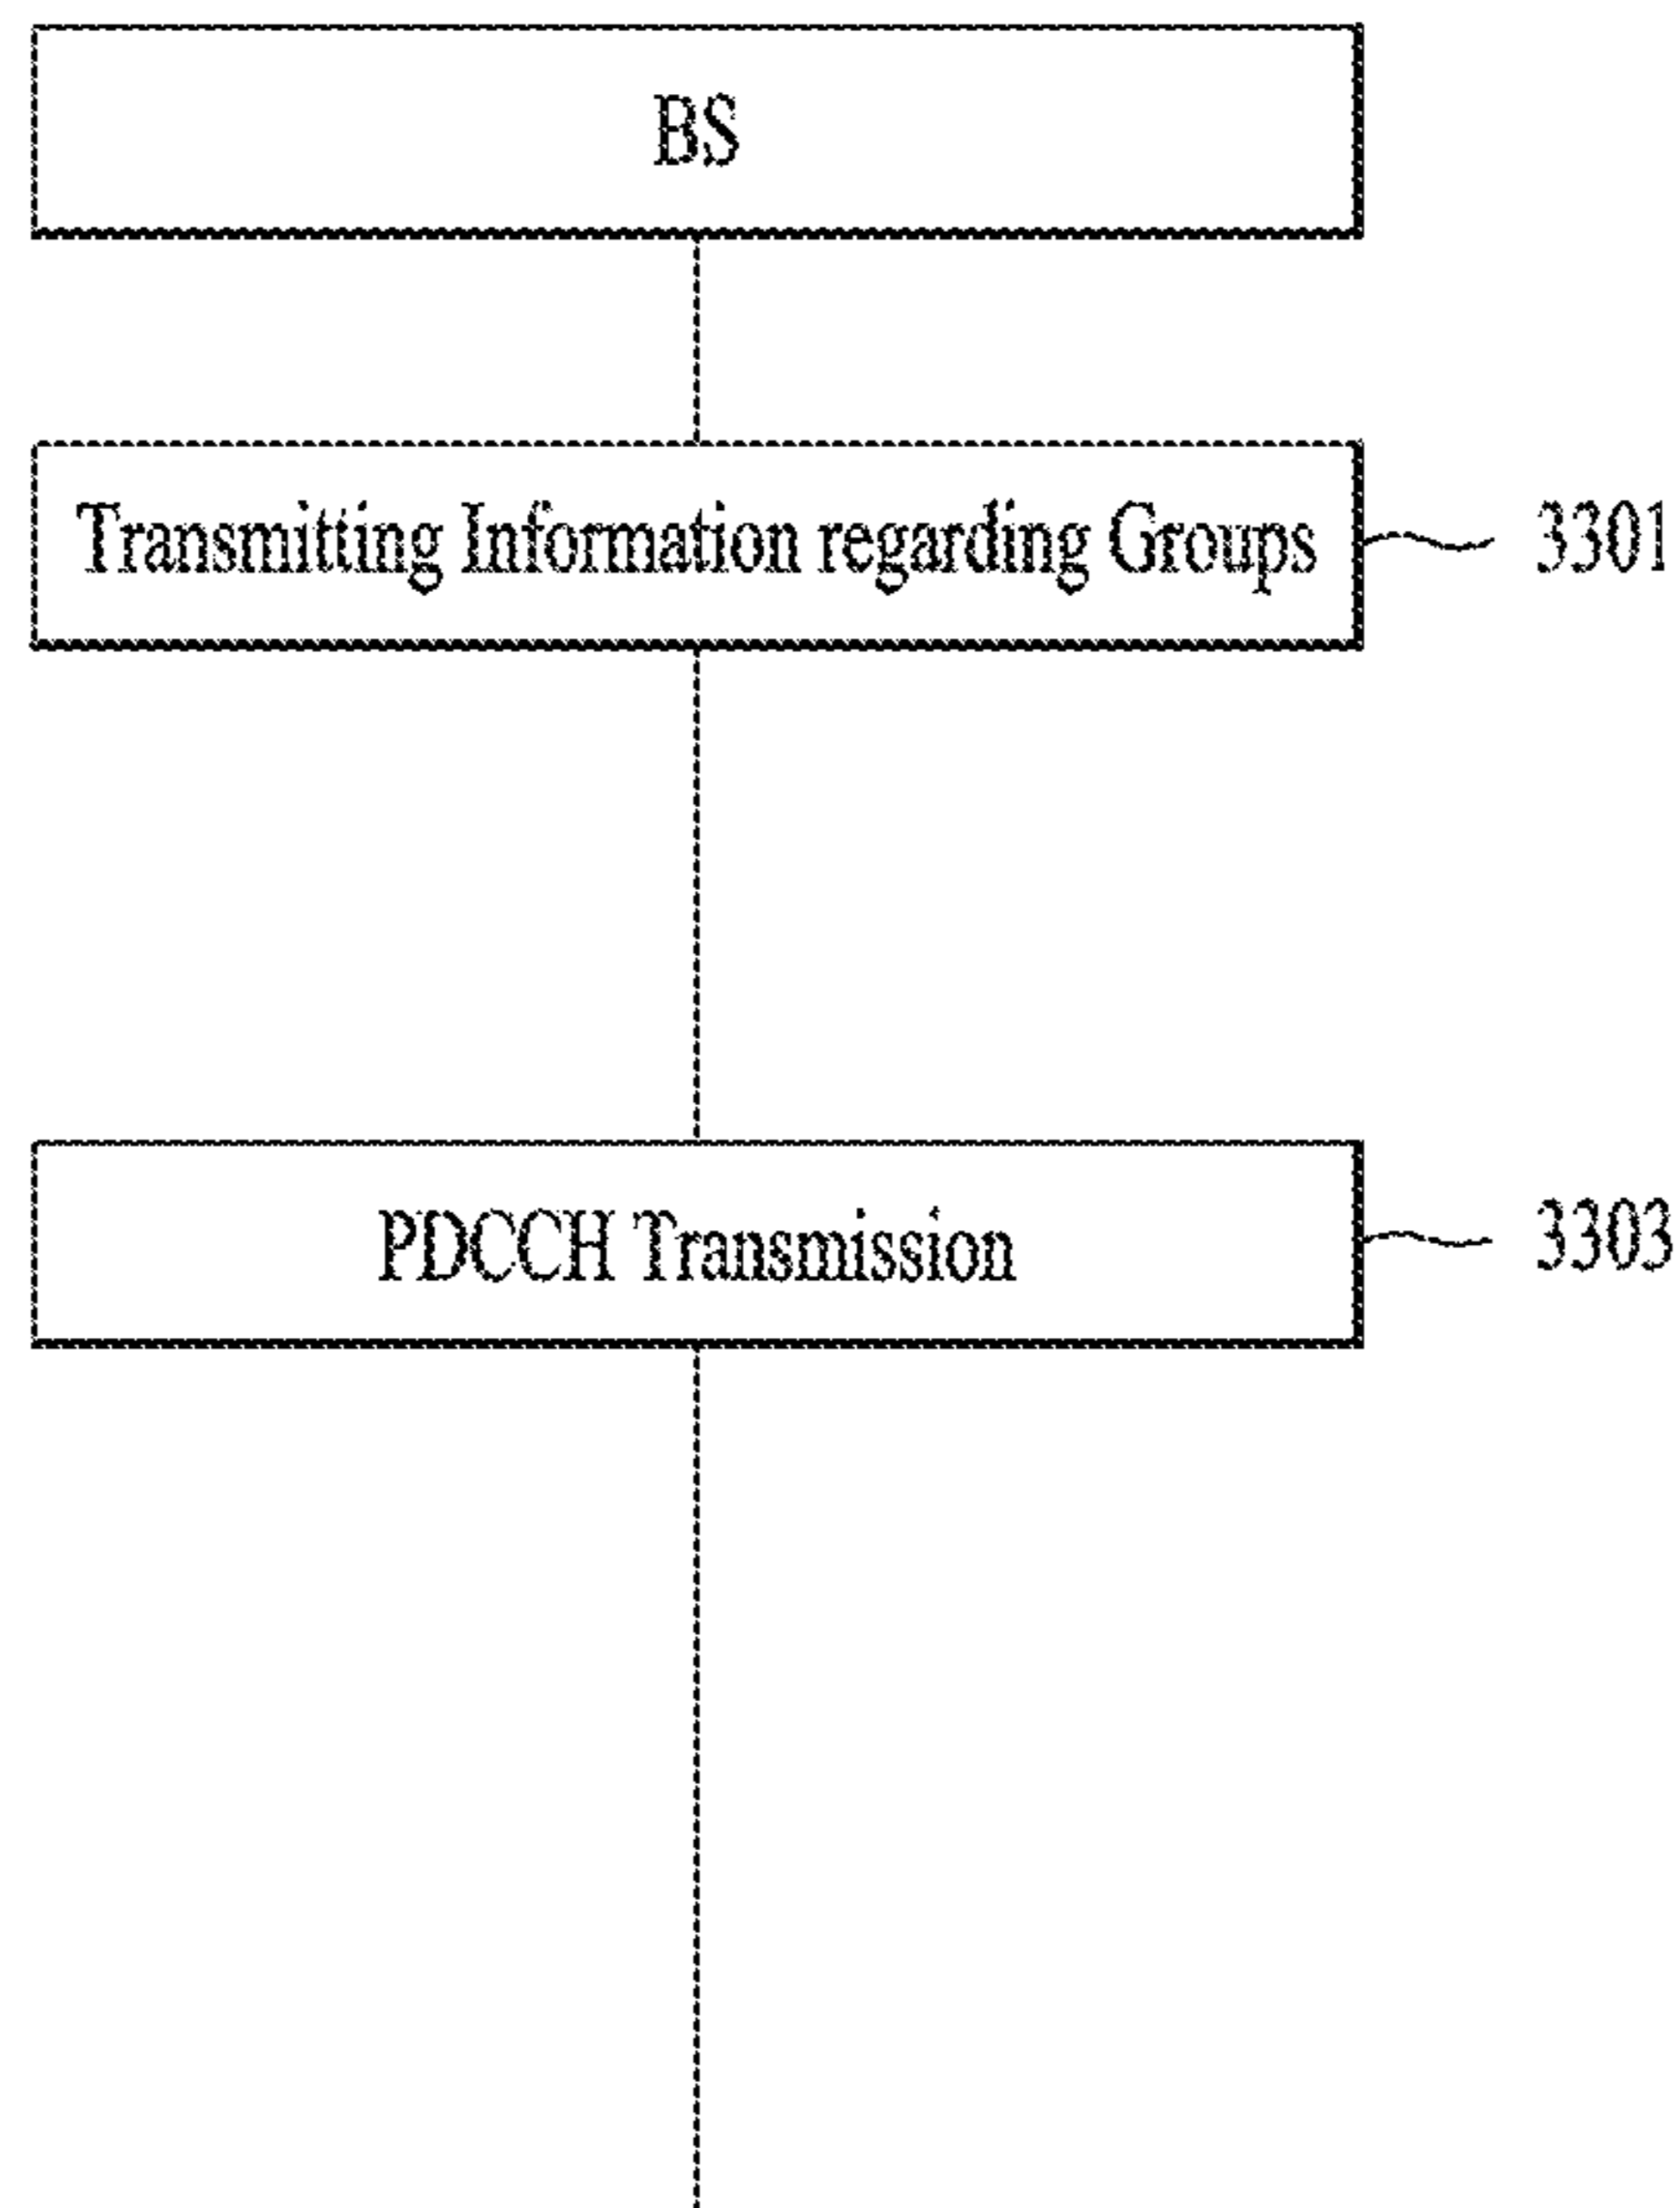 BS
Transmitting Information regarding Groups 3301
PDCCH Transmission 3303